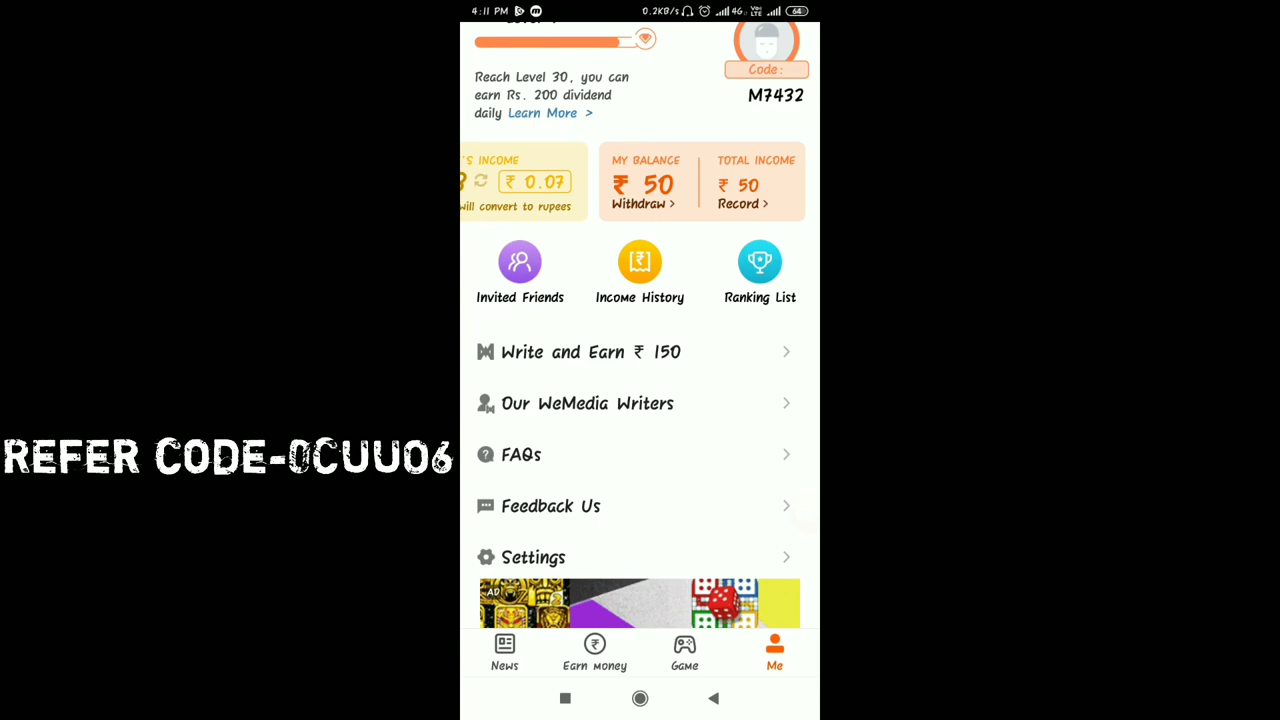 4:11 PM
0.2KB/s
4G
VoLTE
64
Code:
Reach Level 30, you can
earn Rs. 200 dividend
daily Learn More >
M7432
'S INCOME
₹ 0.07
will convert to rupees
MY BALANCE
₹ 50
Withdraw >
TOTAL INCOME
₹ 50
Record >
Invited Friends
Income History
Ranking List
Write and Earn ₹ 150
Our WeMedia Writers
REFER CODE-0CUU06
FAQs
Feedback Us
Settings
AD
News
Earn money
Game
Me